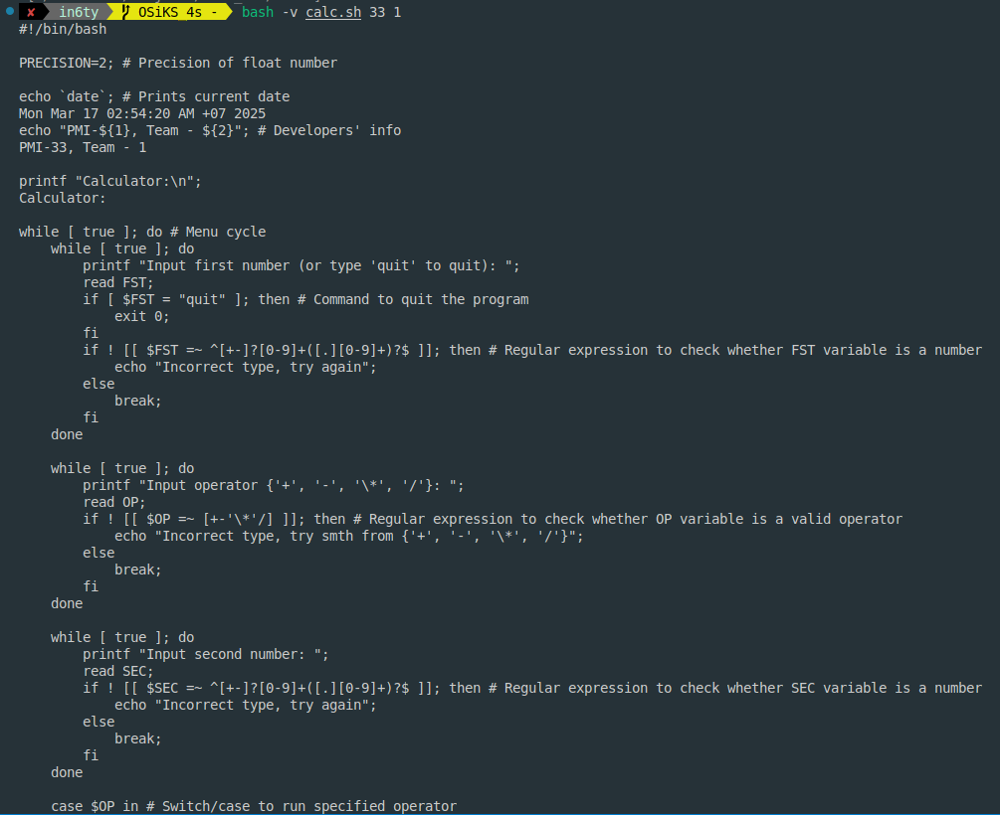 ✘ in6ty OSiKS 4s - bash -v calc.sh 33 1
#!/bin/bash
PRECISION=2; # Precision of float number
echo `date`; # Prints current date
Mon Mar 17 02:54:20 AM +07 2025
echo "PMI-${1}, Team - ${2}"; # Developers' info
PMI-33, Team - 1
printf "Calculator:\n";
Calculator:
while [ true ]; do # Menu cycle
    while [ true ]; do
        printf "Input first number (or type 'quit' to quit): ";
        read FST;
        if [ $FST = "quit" ]; then # Command to quit the program
            exit 0;
        fi
        if ! [[ $FST =~ ^[+-]?[0-9]+([.][0-9]+)?$ ]]; then # Regular expression to check whether FST variable is a number
            echo "Incorrect type, try again";
        else
            break;
        fi
    done
    while [ true ]; do
        printf "Input operator {'+', '-', '\*', '/'}: ";
        read OP;
        if ! [[ $OP =~ [+-'\*'/] ]]; then # Regular expression to check whether OP variable is a valid operator
            echo "Incorrect type, try smth from {'+', '-', '\*', '/'}";
        else
            break;
        fi
    done
    while [ true ]; do
        printf "Input second number: ";
        read SEC;
        if ! [[ $SEC =~ ^[+-]?[0-9]+([.][0-9]+)?$ ]]; then # Regular expression to check whether SEC variable is a number
            echo "Incorrect type, try again";
        else
            break;
        fi
    done
    case $OP in # Switch/case to run specified operator